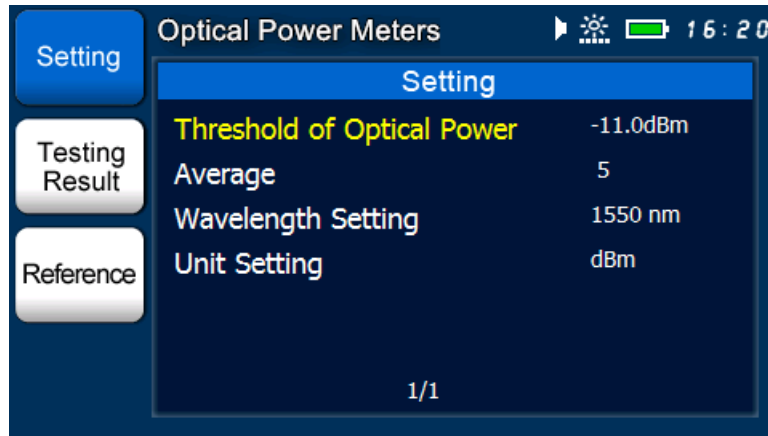 Optical Power Meters 16:20
Setting
Testing
Result
Reference
Setting
Threshold of Optical Power -11.0dBm
Average 5
Wavelength Setting 1550 nm
Unit Setting dBm
1/1